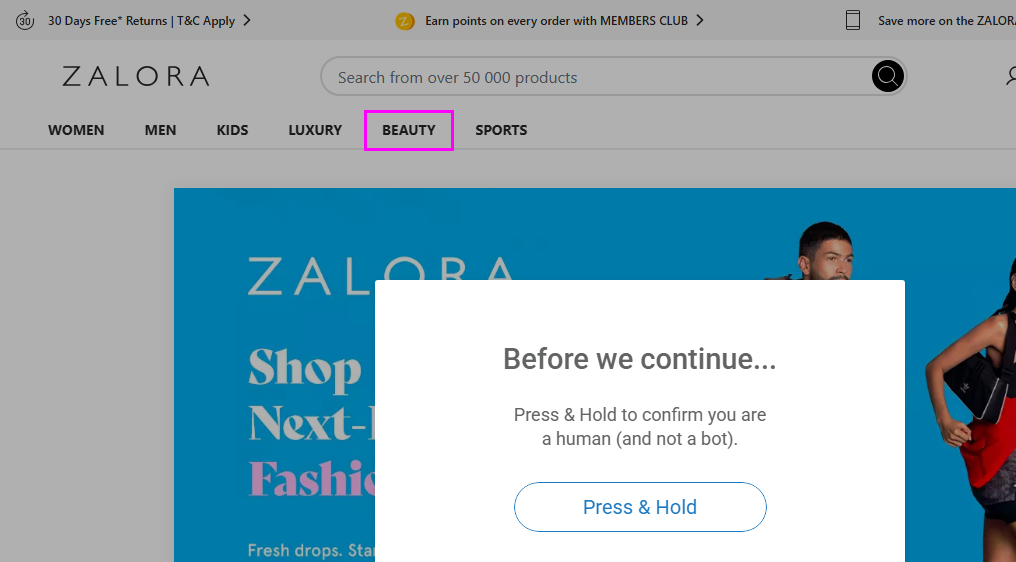 30 Days Free* Returns | T&C Apply
Earn points on every order with MEMBERS CLUB
Save more on the ZALORA
ZALORA
Search from over 50 000 products
WOMEN MEN KIDS LUXURY BEAUTY SPORTS
ZALORA
Shop
Next-
Fashi
Fresh drops. Star
Before we continue...
Press & Hold to confirm you are
a human (and not a bot).
Press & Hold